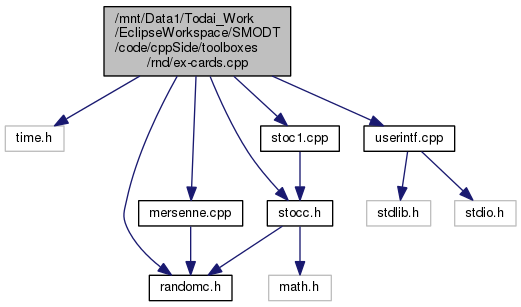 /mnt/Data1/Todai_Work
/EclipseWorkspace/SMODT
/code/cppSide/toolboxes
/rnd/ex-cards.cpp
time.h
stoc1.cpp
userintf.cpp
mersenne.cpp
stocc.h
stdlib.h
stdio.h
randomc.h
math.h